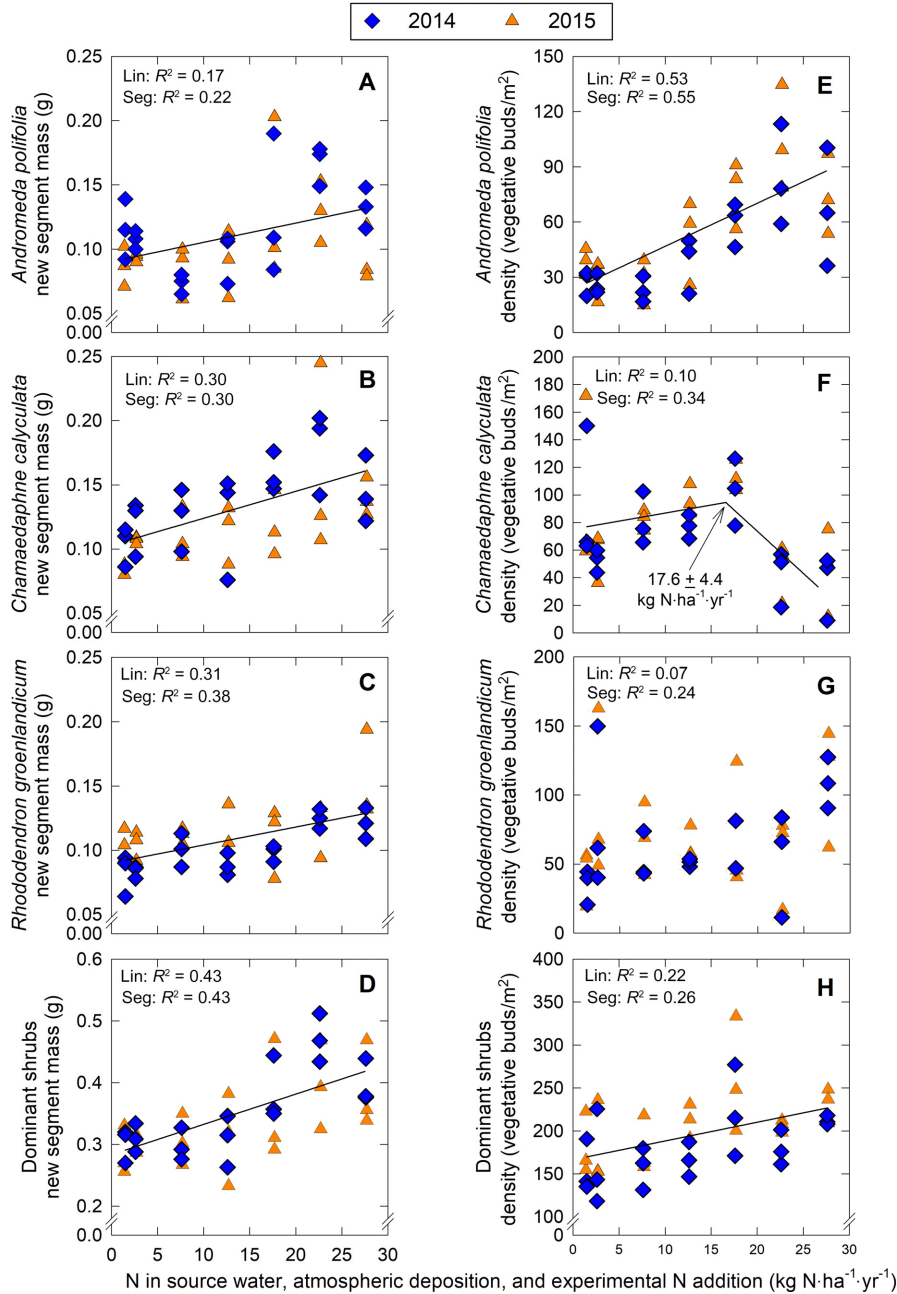 2014 2015
Andromeda polifolia
new segment mass (g)
0.25
0.20
0.15
0.10
0.05
0.00
Lin: R² = 0.17
Seg: R² = 0.22
A
Andromeda polifolia
density (vegetative buds/m²)
150
120
90
60
30
0
Lin: R² = 0.53
Seg: R² = 0.55
E
Chamaedaphne calyculata
new segment mass (g)
0.25
0.20
0.15
0.10
0.05
0.00
Lin: R² = 0.30
Seg: R² = 0.30
B
Chamaedaphne calyculata
density (vegetative buds/m²)
200
180
160
140
120
100
80
60
40
20
0
Lin: R² = 0.10
Seg: R² = 0.34
F
17.6 ± 4.4
kg N·ha⁻¹·yr⁻¹
Rhododendron groenlandicum
new segment mass (g)
0.25
0.20
0.15
0.10
0.05
0.00
Lin: R² = 0.31
Seg: R² = 0.38
C
Rhododendron groenlandicum
density (vegetative buds/m²)
200
150
100
50
0
Lin: R² = 0.07
Seg: R² = 0.24
G
Dominant shrubs
new segment mass (g)
0.6
0.5
0.4
0.3
0.2
0.0
Lin: R² = 0.43
Seg: R² = 0.43
D
0 5 10 15 20 25 30
Dominant shrubs
density (vegetative buds/m²)
400
350
300
250
200
150
100
0
Lin: R² = 0.22
Seg: R² = 0.26
H
0 5 10 15 20 25 30
N in source water, atmospheric deposition, and experimental N addition (kg N·ha⁻¹·yr⁻¹)